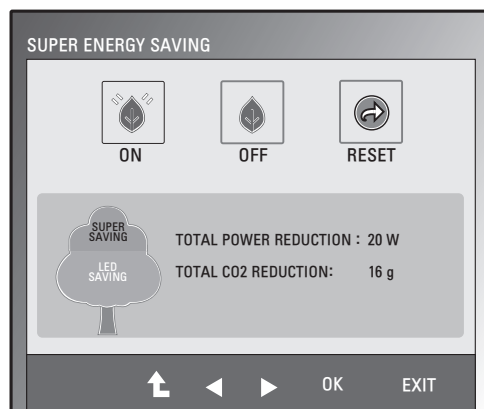 SUPER ENERGY SAVING
ON OFF RESET
SUPER
SAVING
LED
SAVING
TOTAL POWER REDUCTION : 20 W
TOTAL CO2 REDUCTION: 16 g
OK EXIT